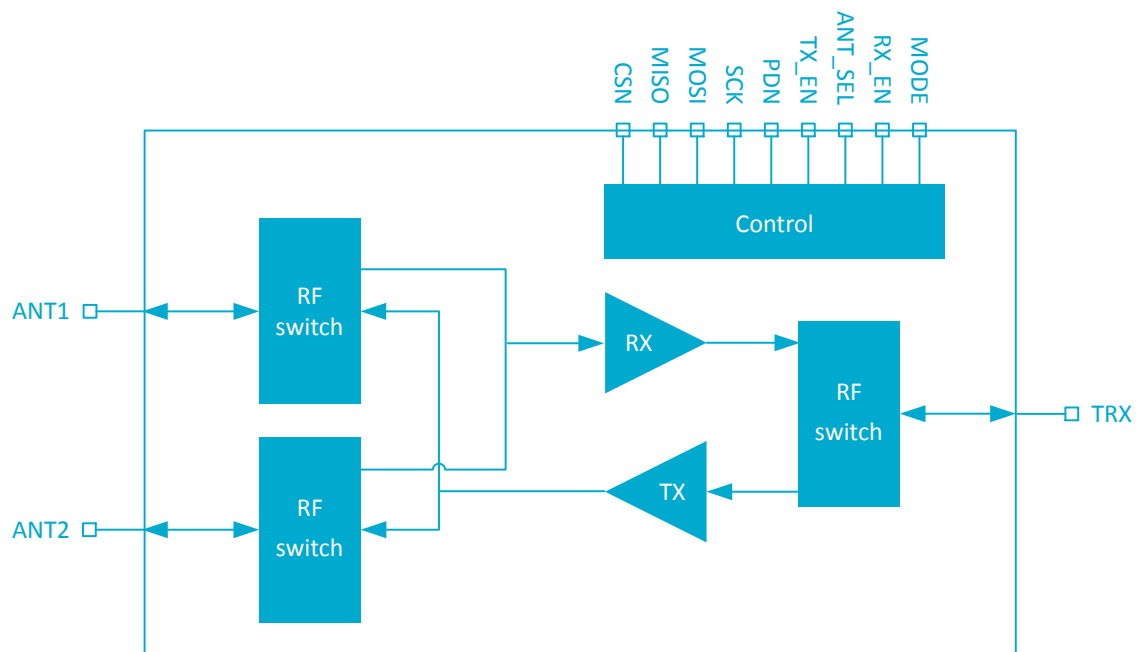 CSN
MISO
MOSI
SCK
PDN
TX_EN
ANT_SEL
RX_EN
MODE
Control
RF
switch
ANT1
RX
RF
switch
TRX
RF
switch
ANT2
TX